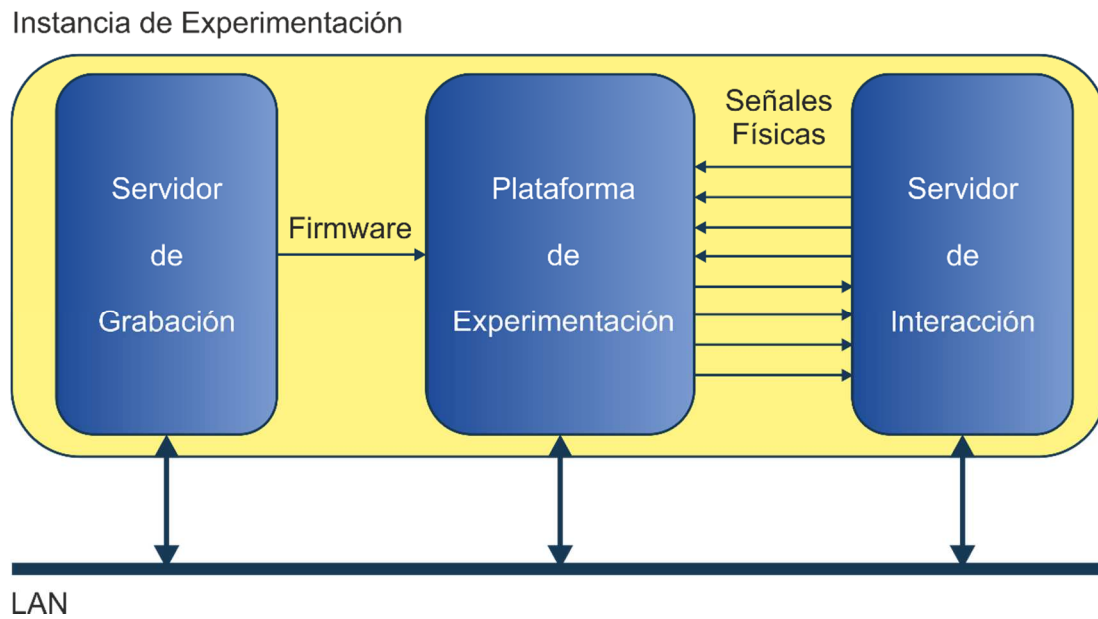 Instancia de Experimentación
Servidor
de
Grabación
Firmware
Plataforma
de
Experimentación
Señales
Físicas
Servidor
de
Interacción
LAN